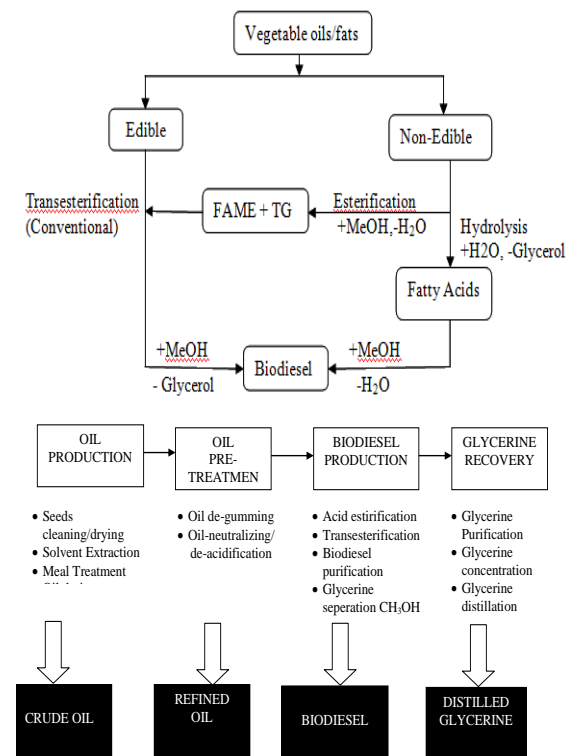 Vegetable oils/fats
Edible
Non-Edible
Transesterification
(Conventional)
FAME + TG
Esterification
+MeOH,-H2O
Hydrolysis
+H2O, -Glycerol
Fatty Acids
+MeOH
- Glycerol
Biodiesel
+MeOH
-H₂O
OIL
PRODUCTION
OIL
PRE-
TREATMEN
BIODIESEL
PRODUCTION
GLYCERINE
RECOVERY
• Seeds
cleaning/drying
• Solvent Extraction
• Meal Treatment
• Oil de-gumming
• Oil-neutralizing/
de-acidification
• Acid estirification
• Transesterification
• Biodiesel
purification
• Glycerine
seperation CH₃OH
• Glycerine
Purification
• Glycerine
concentration
• Glycerine
distillation
CRUDE OIL
REFINED
OIL
BIODIESEL
DISTILLED
GLYCERINE